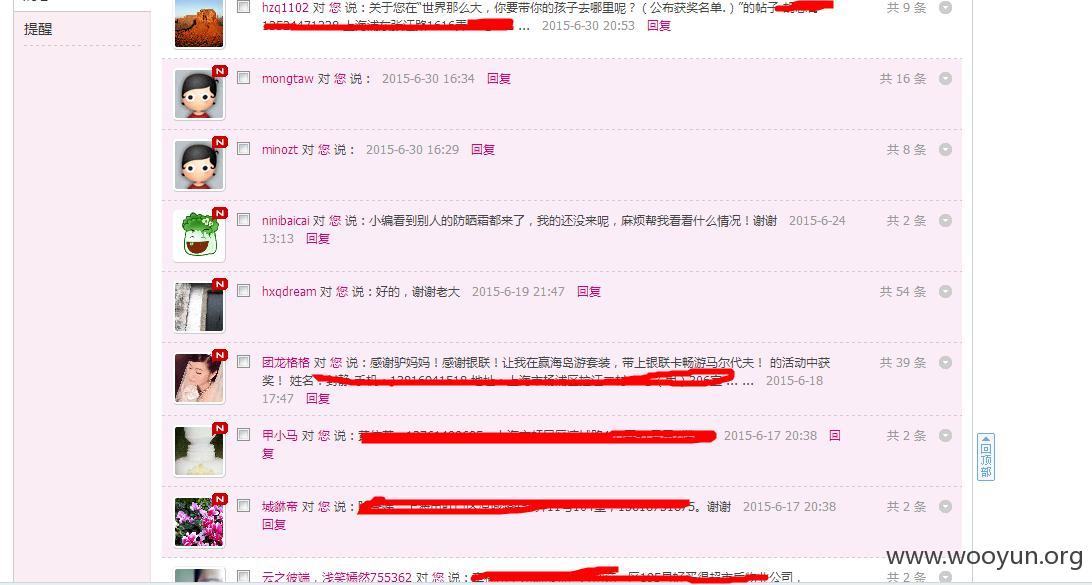 提醒
hzq1102 对 您 说：关于您在“世界那么大，你要带你的孩子去哪里呢？（公布获奖名单.）”的帖子 共 9 条
... 2015-6-30 20:53 回复
N mongtaw 对 您 说： 2015-6-30 16:34 回复 共 16 条
N minozt 对 您 说： 2015-6-30 16:29 回复 共 8 条
N ninibaicai 对 您 说：小编看到别人的防晒霜都来了，我的还没来呢，麻烦帮我看看什么情况！谢谢 2015-6-24 共 2 条
13:13 回复
N hxqdream 对 您 说：好的，谢谢老大 2015-6-19 21:47 回复 共 54 条
N 团龙格格 对 您 说：感谢驴妈妈！感谢银联！让我在赢海岛游套装，带上银联卡畅游马尔代夫！ 的活动中获 共 39 条
奖！ 姓名： ... ... 2015-6-18
17:47 回复
N 甲小马 对 您 说： 2015-6-17 20:38 回 共 2 条
复
N 城貅帝 对 您 说： 。谢谢 2015-6-17 20:38 共 2 条
回复
N 云之彼端，浅笑嫣然755362 对 您 说： 公司， 共 2 条
回顶部
www.wooyun.org